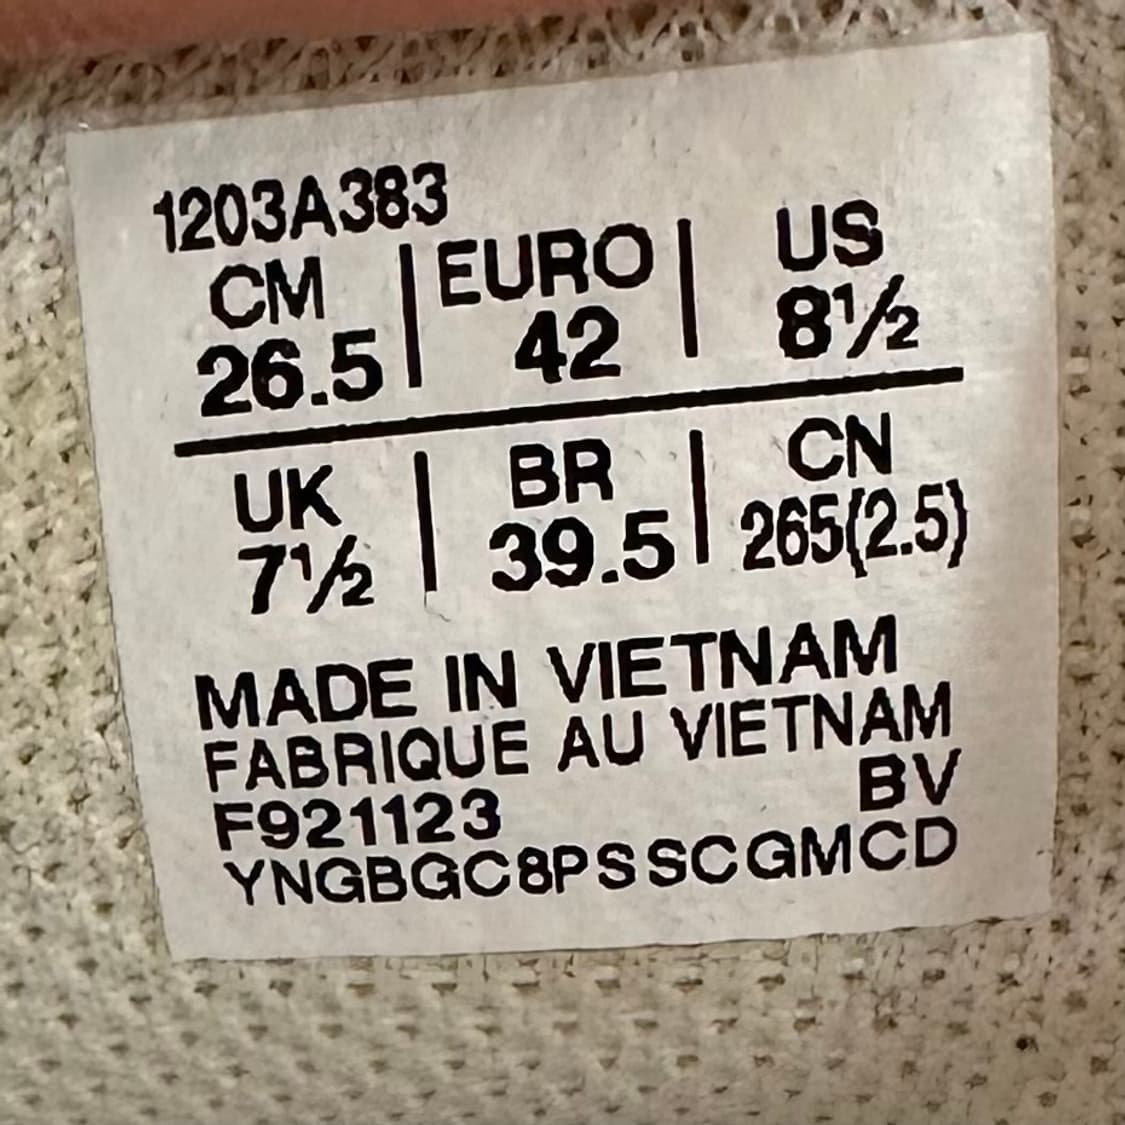 1203A383
CM | EURO | US
26.5 | 42 | 8½
UK | BR | CN
7½ | 39.5 | 265(2.5)
MADE IN VIETNAM
FABRIQUE AU VIETNAM
F921123 BV
YNGBGC8PSSCGMCD